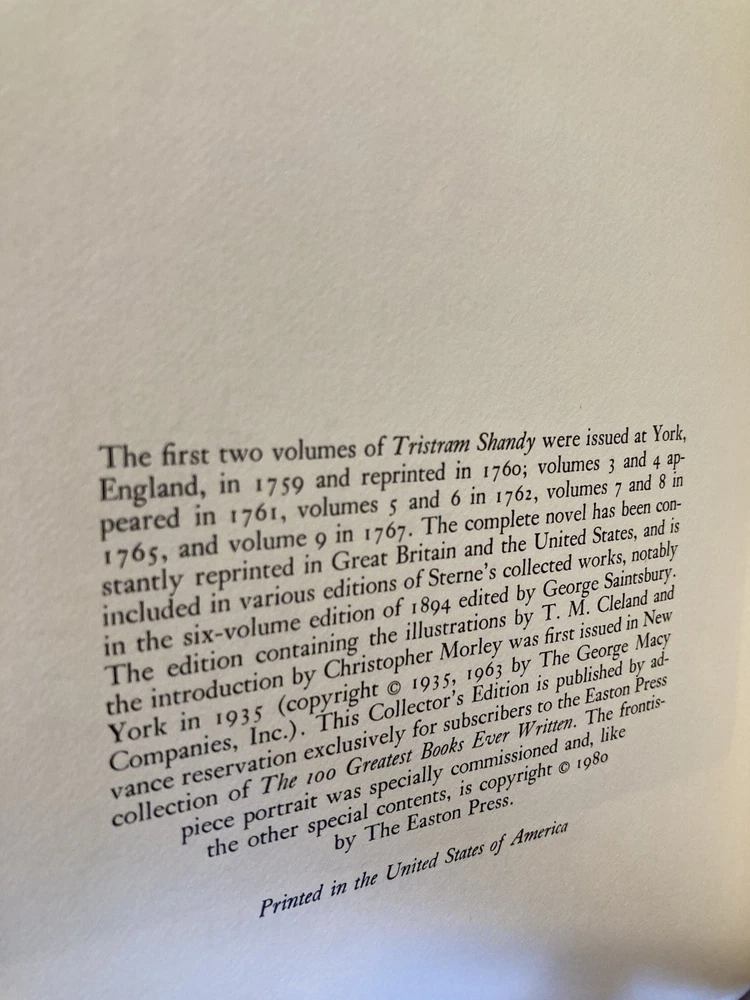 The first two volumes of Tristram Shandy were issued at York,
England, in 1759 and reprinted in 1760; volumes 3 and 4 ap-
peared in 1761, volumes 5 and 6 in 1762, volumes 7 and 8 in
1765, and volume 9 in 1767. The complete novel has been con-
stantly reprinted in Great Britain and the United States, and is
included in various editions of Sterne's collected works, notably
in the six-volume edition of 1894 edited by George Saintsbury.
The edition containing the illustrations by T. M. Cleland and
the introduction by Christopher Morley was first issued in New
York in 1935 (copyright © 1935, 1963 by The George Macy
Companies, Inc.). This Collector's Edition is published by ad-
vance reservation exclusively for subscribers to the Easton Press
collection of The 100 Greatest Books Ever Written. The frontis-
piece portrait was specially commissioned and, like
the other special contents, is copyright © 1980
by The Easton Press.
Printed in the United States of America